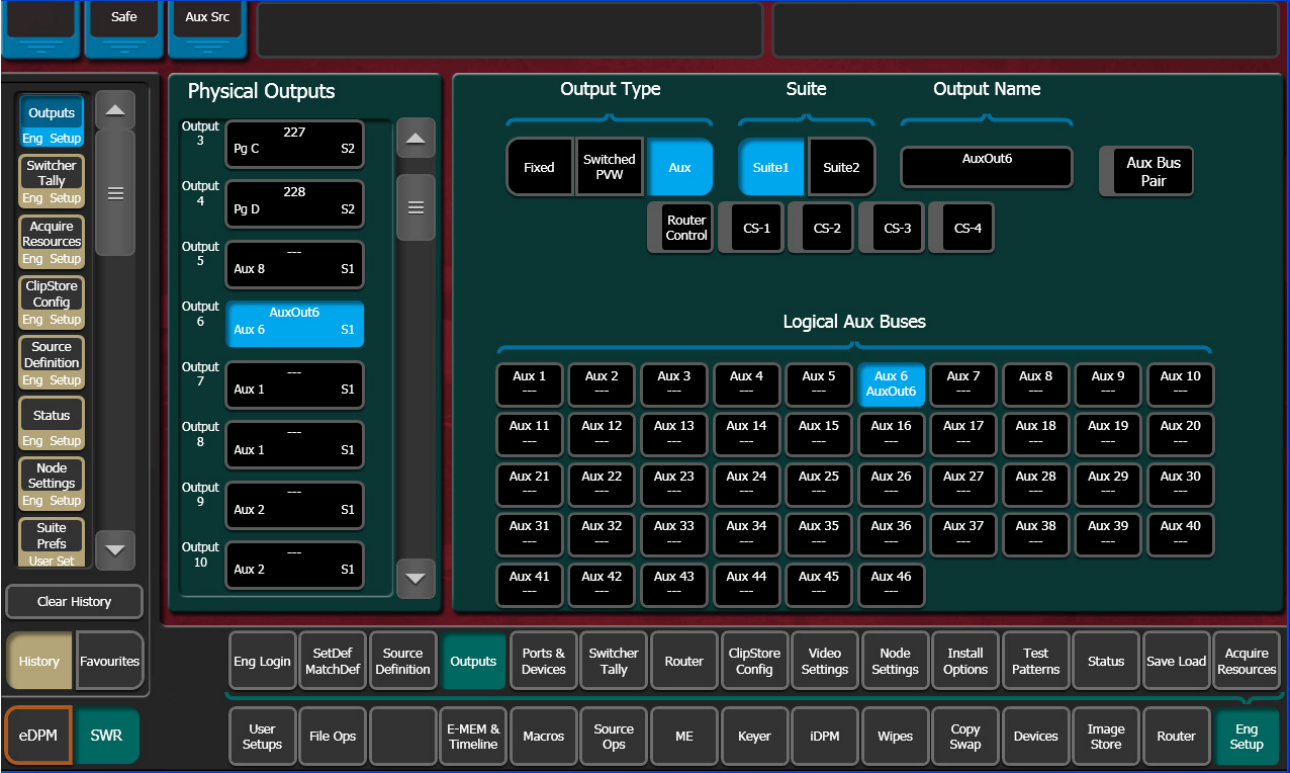 Safe
Aux Src
Outputs
Eng Setup
Switcher
Tally
Eng Setup
Acquire
Resources
Eng Setup
ClipStore
Config
Eng Setup
Source
Definition
Eng Setup
Status
Eng Setup
Node
Settings
Eng Setup
Suite
Prefs
User Set
Clear History
History
Favourites
eDPM
SWR
Physical Outputs
Output 3
227
Pg C S2
Output 4
228
Pg D S2
Output 5
---
Aux 8 S1
Output 6
AuxOut6
Aux 6 S1
Output 7
---
Aux 1 S1
Output 8
---
Aux 1 S1
Output 9
---
Aux 2 S1
Output 10
---
Aux 2 S1
Output Type
Suite
Output Name
Fixed
Switched
PVW
Aux
Suite1
Suite2
AuxOut6
Aux Bus
Pair
Router
Control
CS-1
CS-2
CS-3
CS-4
Logical Aux Buses
Aux 1 Aux 2 Aux 3 Aux 4 Aux 5 Aux 6 Aux 7 Aux 8 Aux 9 Aux 10
--- --- --- --- --- AuxOut6 --- --- --- ---
Aux 11 Aux 12 Aux 13 Aux 14 Aux 15 Aux 16 Aux 17 Aux 18 Aux 19 Aux 20
--- --- --- --- --- --- --- --- --- ---
Aux 21 Aux 22 Aux 23 Aux 24 Aux 25 Aux 26 Aux 27 Aux 28 Aux 29 Aux 30
--- --- --- --- --- --- --- --- --- ---
Aux 31 Aux 32 Aux 33 Aux 34 Aux 35 Aux 36 Aux 37 Aux 38 Aux 39 Aux 40
--- --- --- --- --- --- --- --- --- ---
Aux 41 Aux 42 Aux 43 Aux 44 Aux 45 Aux 46
--- --- --- --- --- ---
Eng Login
SetDef
MatchDef
Source
Definition
Outputs
Ports &
Devices
Switcher
Tally
Router
ClipStore
Config
Video
Settings
Node
Settings
Install
Options
Test
Patterns
Status
Save Load
Acquire
Resources
User
Setups
File Ops
E-MEM &
Timeline
Macros
Source
Ops
ME
Keyer
iDPM
Wipes
Copy
Swap
Devices
Image
Store
Router
Eng
Setup